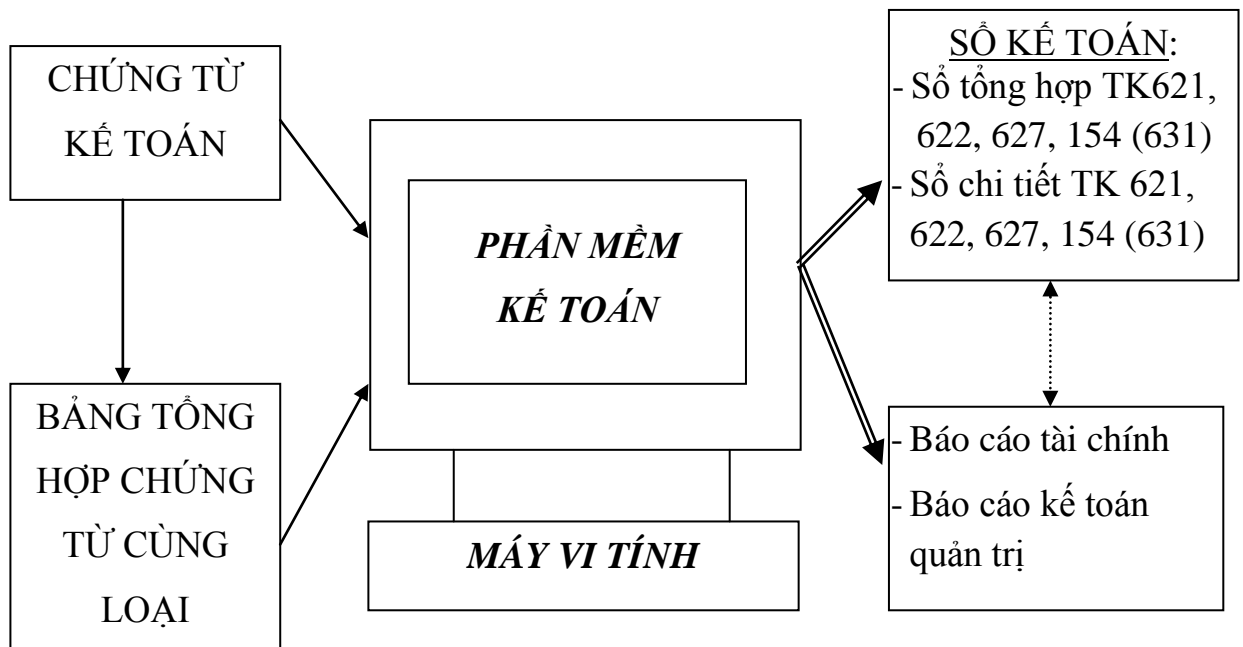 CHỨNG TỪ
KẾ TOÁN
BẢNG TỔNG
HỢP CHỨNG
TỪ CÙNG
LOẠI
PHẦN MỀM
KẾ TOÁN
MÁY VI TÍNH
SỔ KẾ TOÁN:
- Sổ tổng hợp TK621,
622, 627, 154 (631)
- Sổ chi tiết TK 621,
622, 627, 154 (631)
- Báo cáo tài chính
- Báo cáo kế toán
quản trị